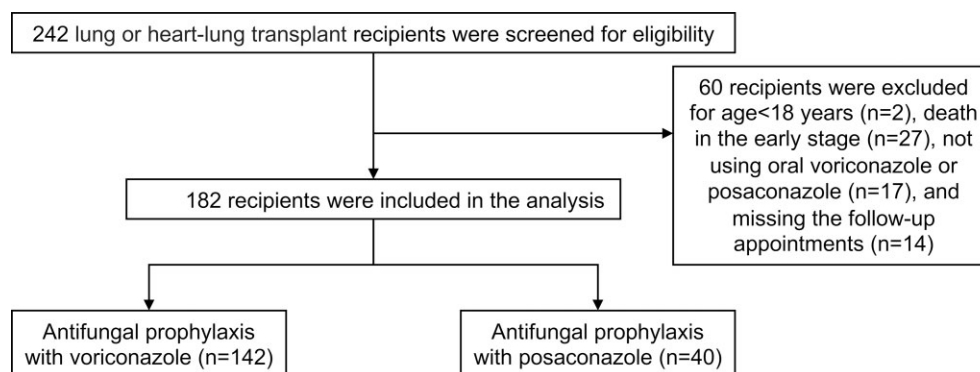 242 lung or heart-lung transplant recipients were screened for eligibility
60 recipients were excluded
for age<18 years (n=2), death
in the early stage (n=27), not
using oral voriconazole or
posaconazole (n=17), and
missing the follow-up
appointments (n=14)
182 recipients were included in the analysis
Antifungal prophylaxis
with voriconazole (n=142)
Antifungal prophylaxis
with posaconazole (n=40)